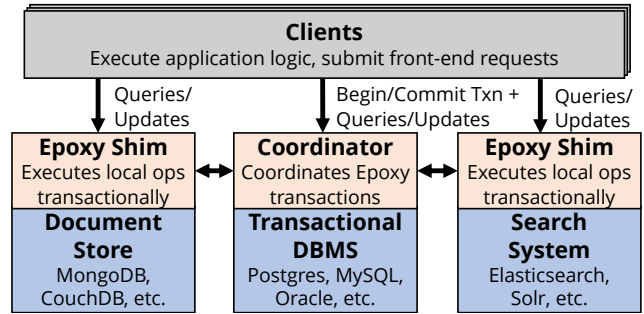 Clients
Execute application logic, submit front-end requests
Queries/
Updates
Begin/Commit Txn +
Queries/Updates
Queries/
Updates
Epoxy Shim
Executes local ops
transactionally
Coordinator
Coordinates Epoxy
transactions
Epoxy Shim
Executes local ops
transactionally
Document
Store
MongoDB,
CouchDB, etc.
Transactional
DBMS
Postgres, MySQL,
Oracle, etc.
Search
System
Elasticsearch,
Solr, etc.